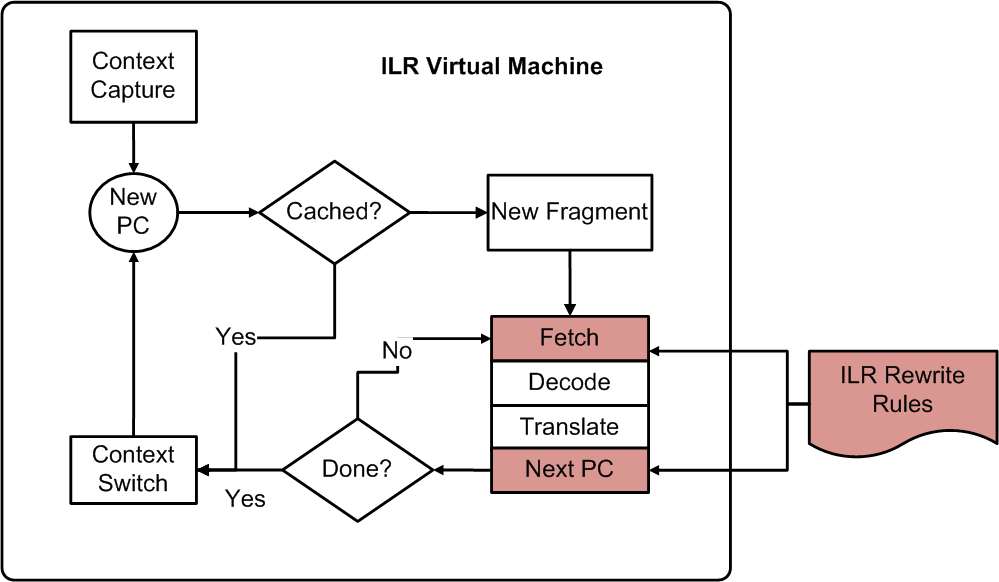 ILR Virtual Machine
Context
Capture
New
PC
Cached?
New Fragment
Yes
No
Fetch
Decode
Translate
Next PC
ILR Rewrite
Rules
Context
Switch
Yes
Done?